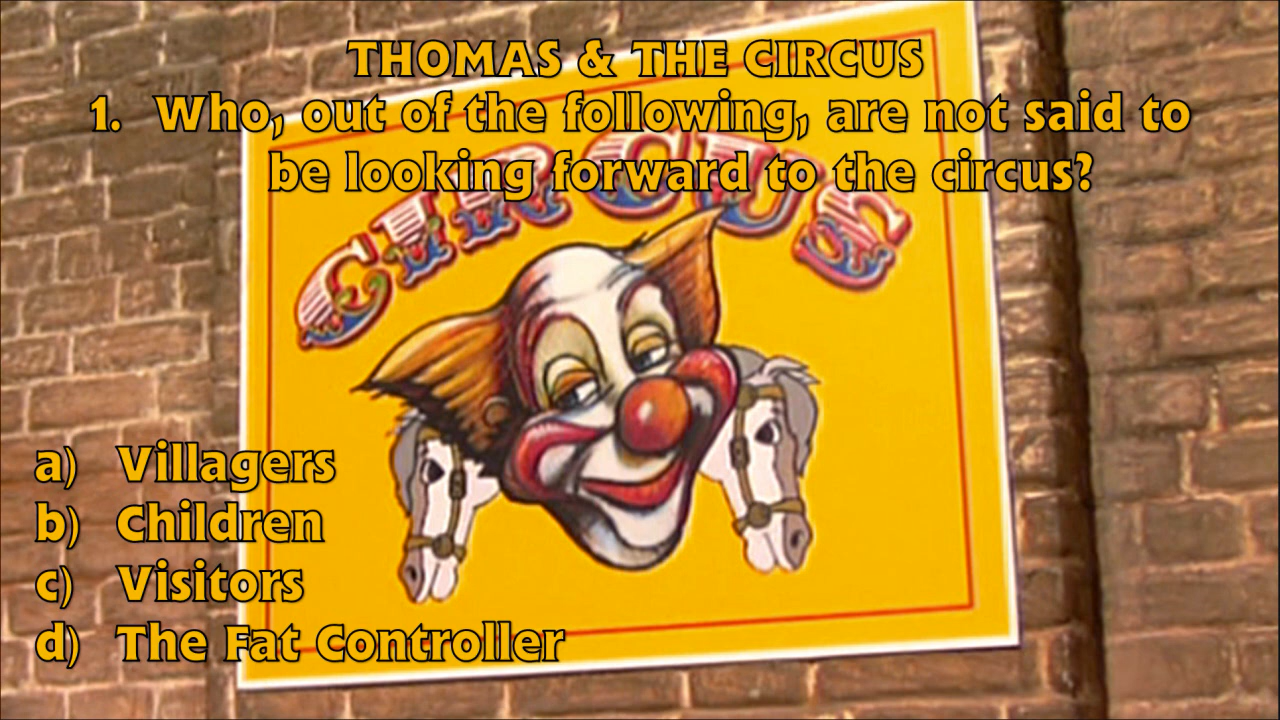 THOMAS & THE CIRCUS
1. Who, out of the following, are not said to
be looking forward to the circus?
CIRCUS
a) Villagers
b) Children
c) Visitors
d) The Fat Controller